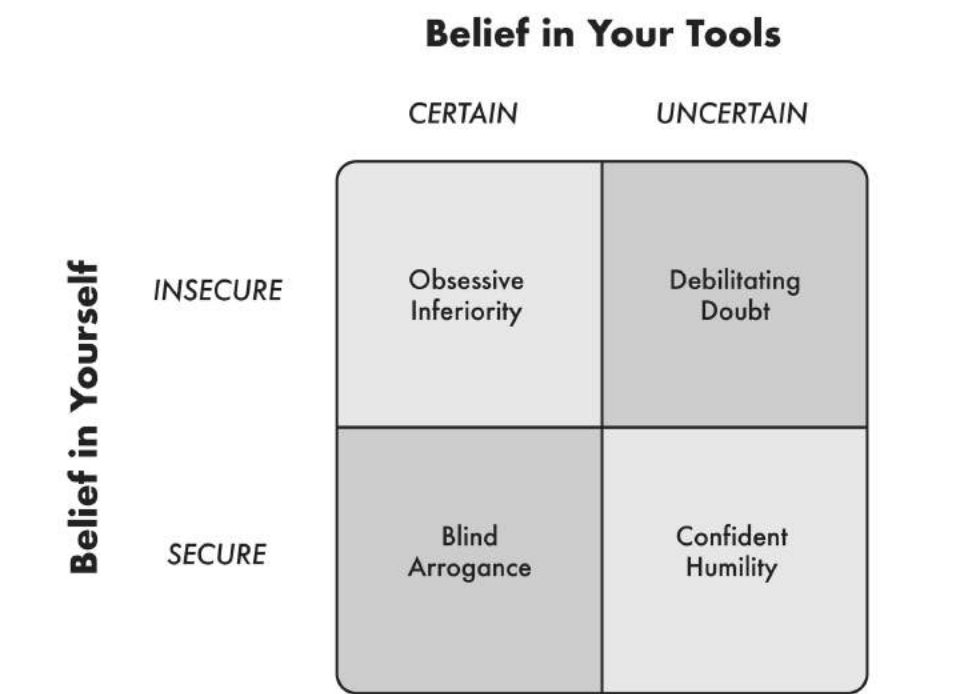 Belief in Your Tools
CERTAIN
UNCERTAIN
Belief in Yourself
INSECURE
Obsessive
Inferiority
Debilitating
Doubt
SECURE
Blind
Arrogance
Confident
Humility